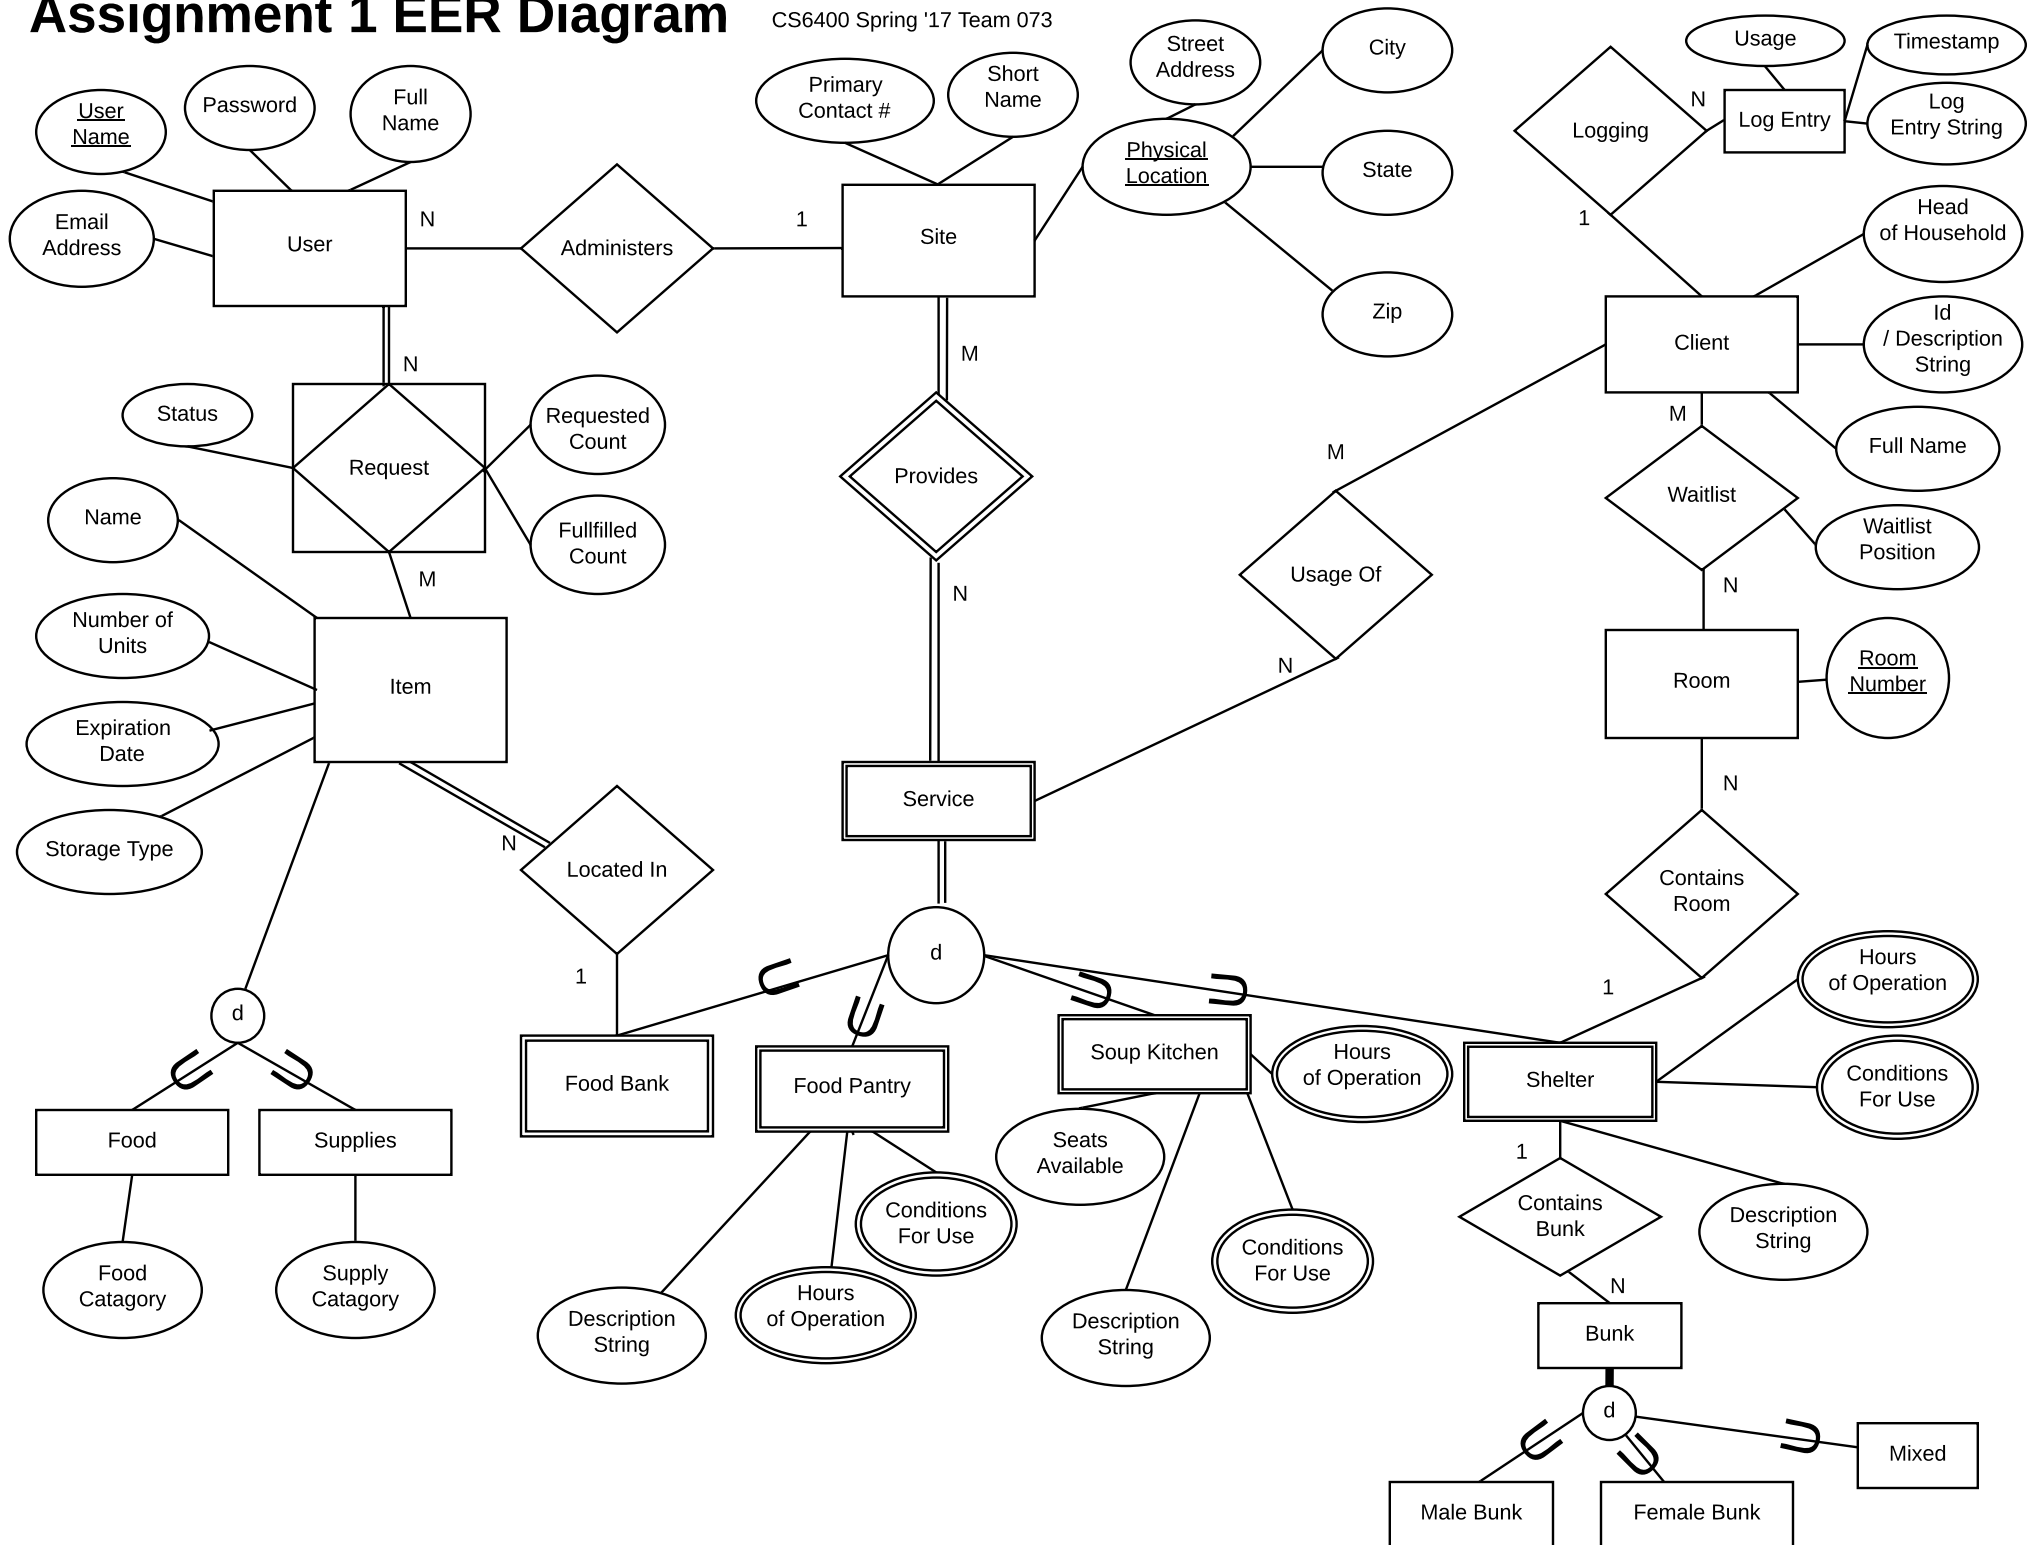 Assignment 1 EER Diagram
CS6400 Spring '17 Team 073
User
Name
Password
Full
Name
Email
Address
User
N
Administers
1
Primary
Contact #
Short
Name
Site
Street
Address
Physical
Location
City
State
Zip
Logging
N
1
Usage
Log Entry
Timestamp
Log
Entry String
Head
of Household
Client
Id
/ Description
String
Full Name
M
Waitlist
Waitlist
Position
N
Room
Room
Number
N
Contains
Room
1
N
Status
Request
Requested
Count
Fullfilled
Count
M
Name
Number of
Units
Expiration
Date
Storage Type
Item
N
Located In
1
M
Provides
N
M
Usage Of
N
Service
d
d
Food
Supplies
Food
Catagory
Supply
Catagory
Food Bank
Food Pantry
Description
String
Hours
of Operation
Conditions
For Use
Soup Kitchen
Hours
of Operation
Seats
Available
Description
String
Conditions
For Use
Shelter
Hours
of Operation
Conditions
For Use
Description
String
1
Contains
Bunk
N
Bunk
d
Male Bunk
Female Bunk
Mixed